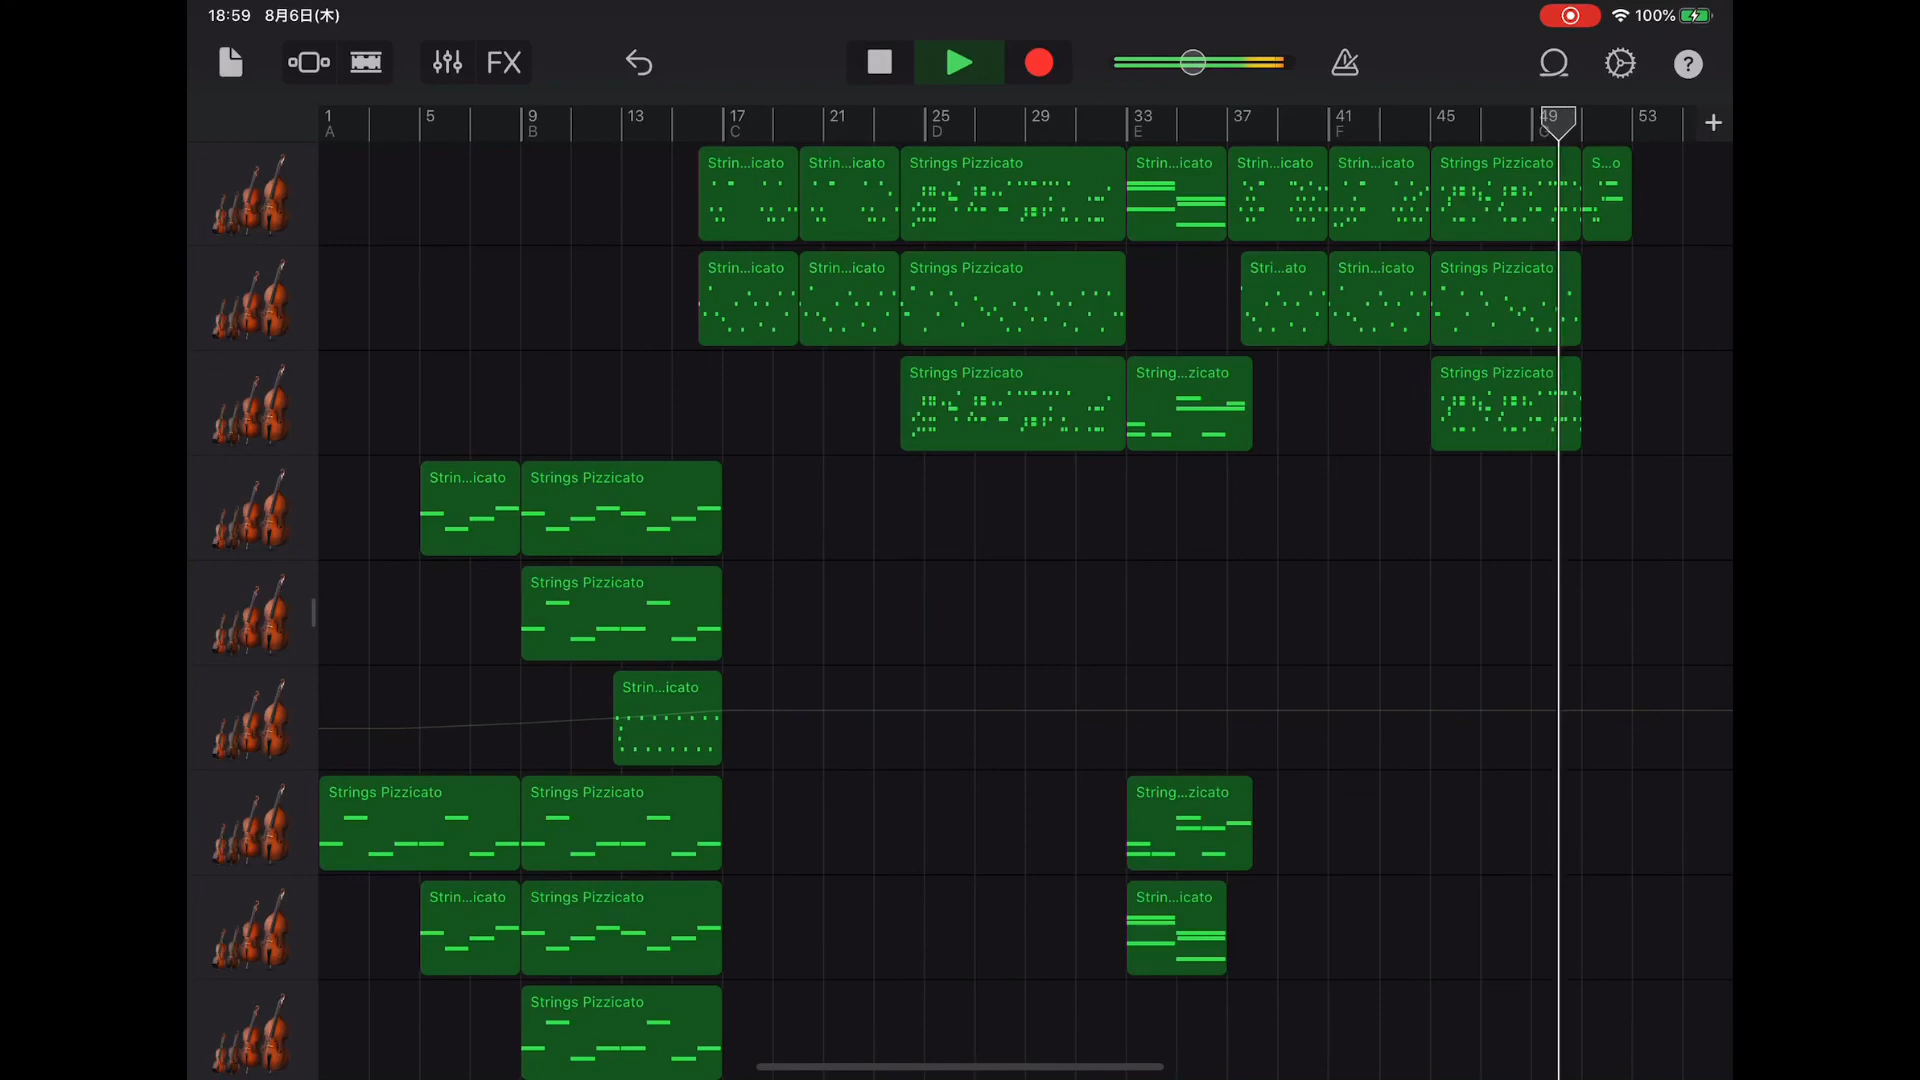 18:59 8月6日(木) 100%
FX ?
1 5 9 13 17 21 25 29 33 37 41 45 49 53 +
A B C D E F
Strin...icato Strin...icato Strings Pizzicato Strin...icato Strin...icato Strin...icato Strings Pizzicato S...o
Strin...icato Strin...icato Strings Pizzicato Stri...ato Strin...icato Strings Pizzicato
Strings Pizzicato String...zicato Strings Pizzicato
Strin...icato Strings Pizzicato
Strings Pizzicato
Strin...icato
Strings Pizzicato Strings Pizzicato String...zicato
Strin...icato Strings Pizzicato Strin...icato
Strings Pizzicato